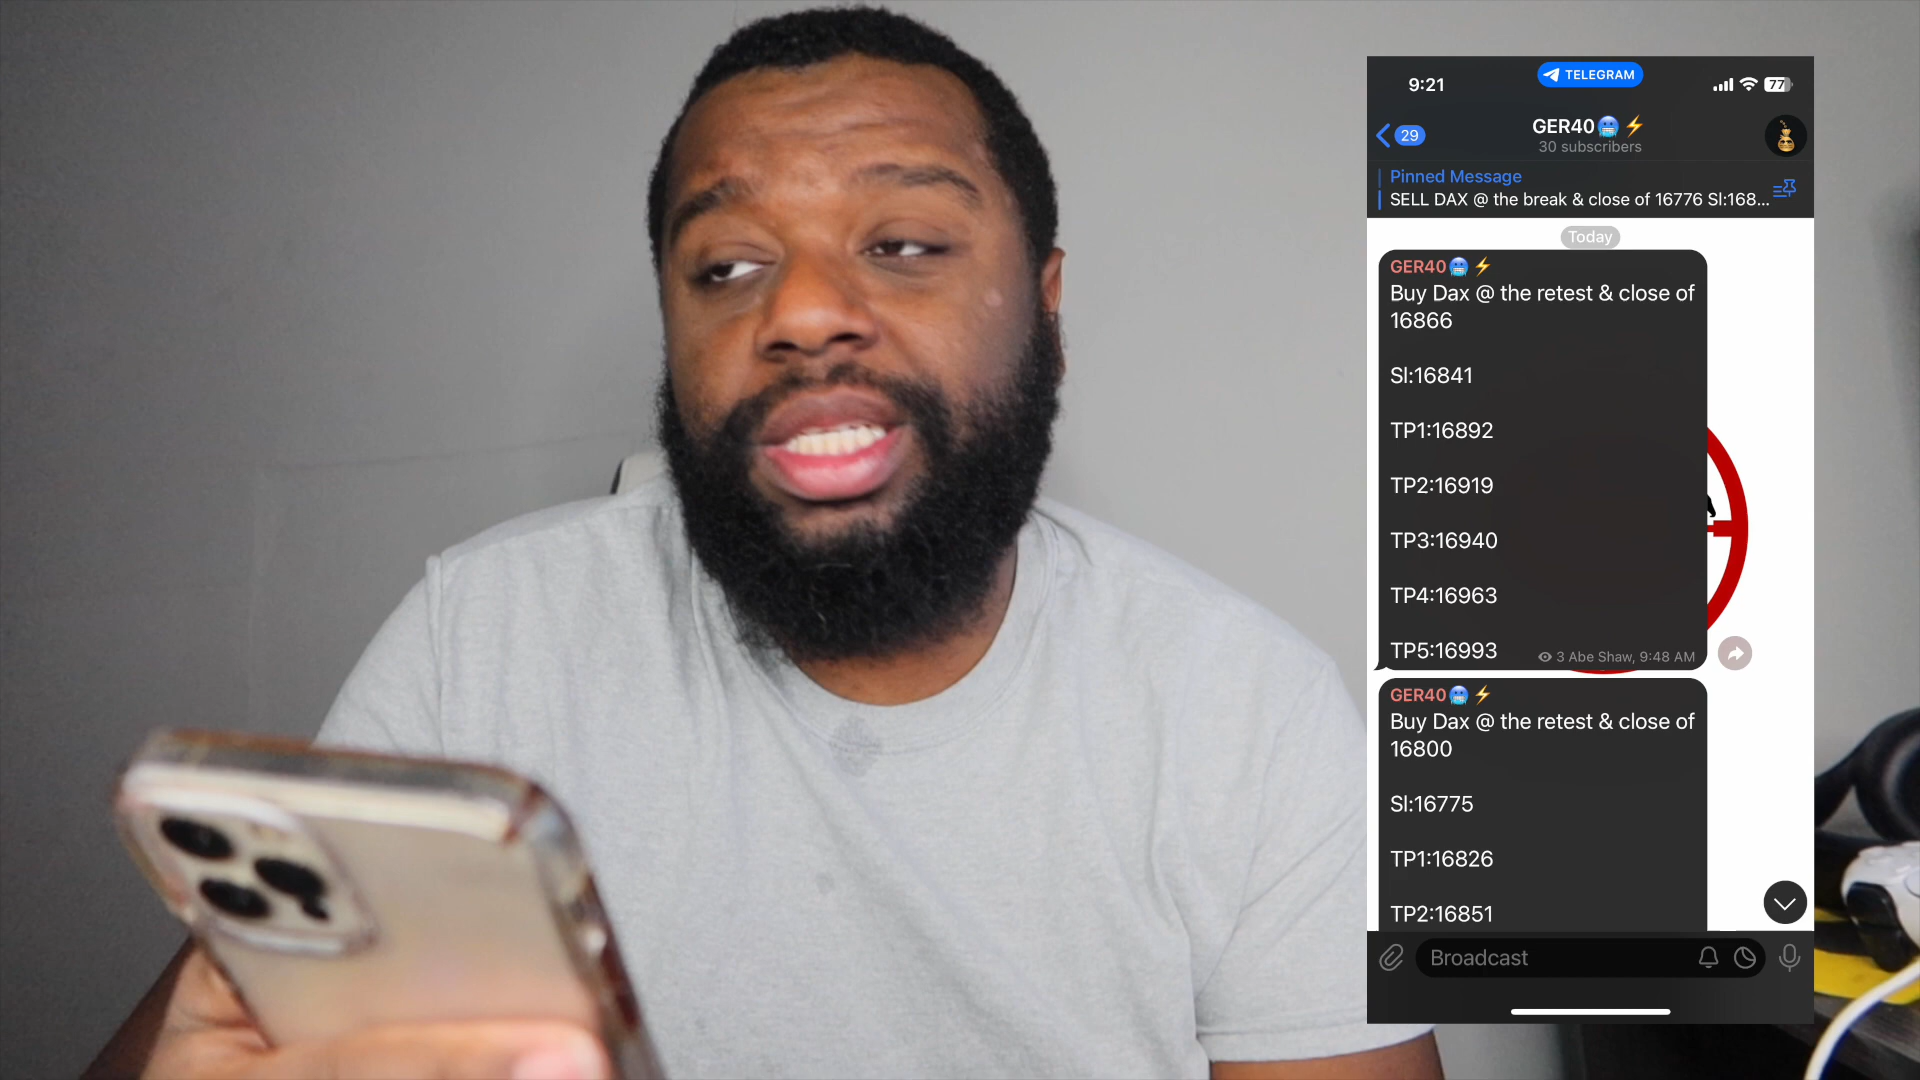 9:21
TELEGRAM
77
29
GER40🥶⚡
30 subscribers
Pinned Message
SELL DAX @ the break & close of 16776 Sl:168...
Today
GER40🥶⚡
Buy Dax @ the retest & close of
16866
Sl:16841
TP1:16892
TP2:16919
TP3:16940
TP4:16963
TP5:16993
3 Abe Shaw, 9:48 AM
GER40🥶⚡
Buy Dax @ the retest & close of
16800
Sl:16775
TP1:16826
TP2:16851
Broadcast